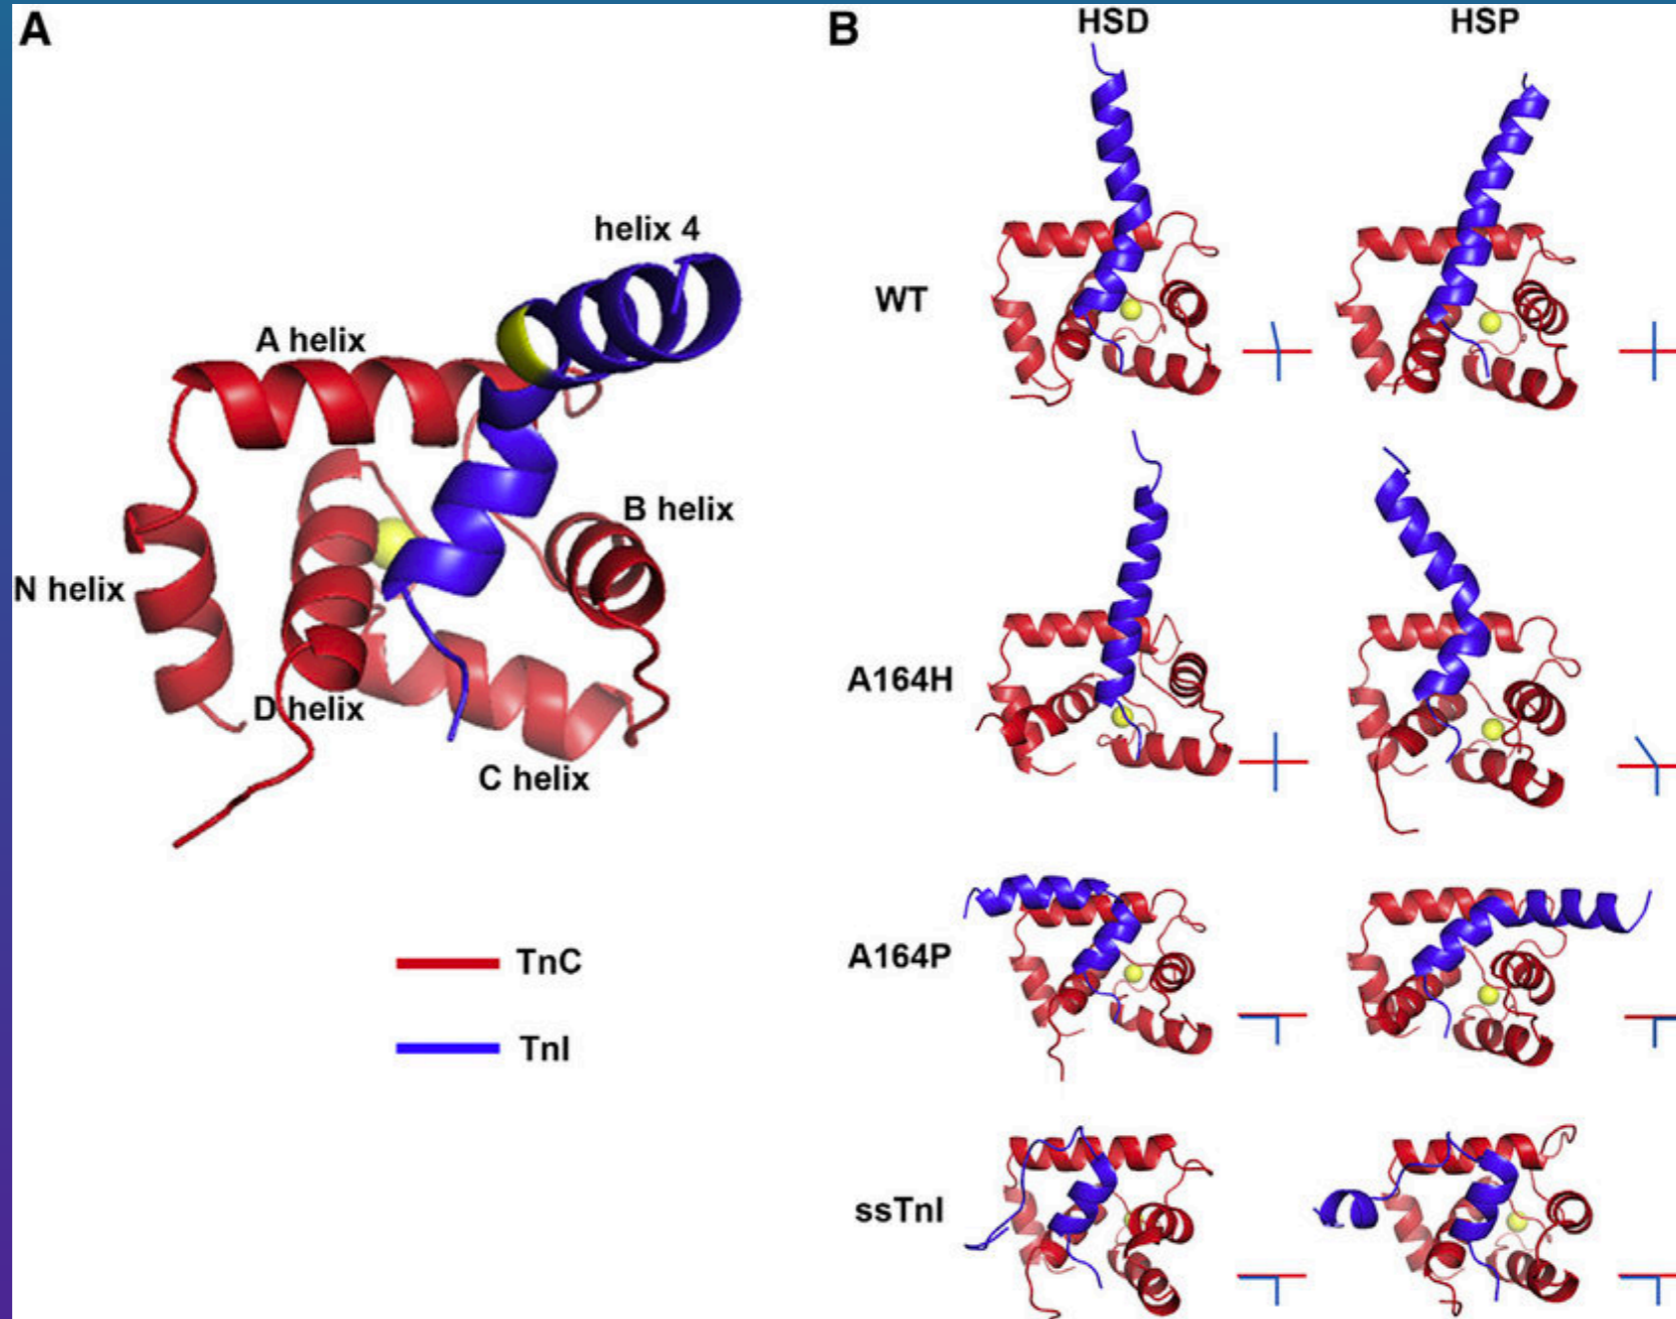 A
helix 4
A helix
B helix
N helix
D helix
C helix
TnC
TnI
B
HSD
HSP
WT
A164H
A164P
ssTnI